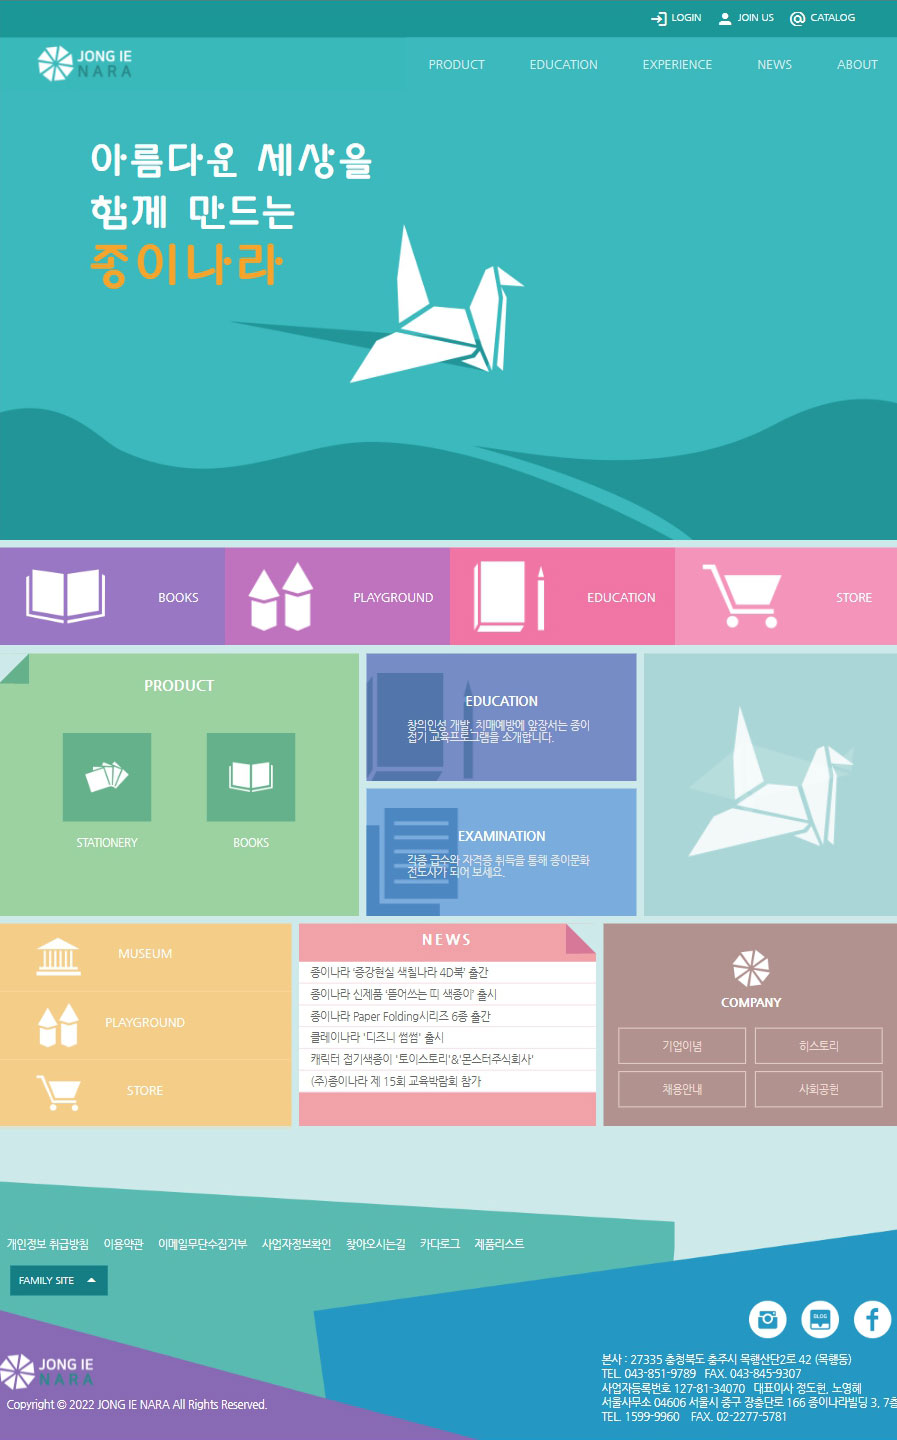 LOGIN JOIN US CATALOG
JONG IE
NARA
PRODUCT EDUCATION EXPERIENCE NEWS ABOUT
아름다운 세상을
함께 만드는
종이나라
BOOKS PLAYGROUND EDUCATION STORE
PRODUCT
STATIONERY BOOKS
EDUCATION
창의인성 개발, 치매예방에 앞장서는 종이
접기 교육프로그램을 소개합니다.
EXAMINATION
각종 급수와 자격증 취득을 통해 종이문화
전도사가 되어 보세요.
MUSEUM
PLAYGROUND
STORE
NEWS
종이나라 ‘증강현실 색칠나라 4D북’ 출간
종이나라 신제품 ‘뜯어쓰는 띠 색종이’ 출시
종이나라 Paper Folding시리즈 6종 출간
클레이나라 '디즈니 썸썸' 출시
캐릭터 접기색종이 '토이스토리'&'몬스터주식회사'
(주)종이나라 제 15회 교육박람회 참가
COMPANY
기업이념 히스토리
채용안내 사회공헌
개인정보 취급방침 이용약관 이메일무단수집거부 사업자정보확인 찾아오시는길 카다로그 제품리스트
FAMILY SITE
BLOG
JONG IE
NARA
Copyright © 2022 JONG IE NARA All Rights Reserved.
본사 : 27335 충청북도 충주시 목행산단2로 42 (목행동)
TEL. 043-851-9789 FAX. 043-845-9307
사업자등록번호 127-81-34070 대표이사 정도헌, 노영혜
서울사무소 04606 서울시 중구 장충단로 166 종이나라빌딩 3, 7층
TEL. 1599-9960 FAX. 02-2277-5781